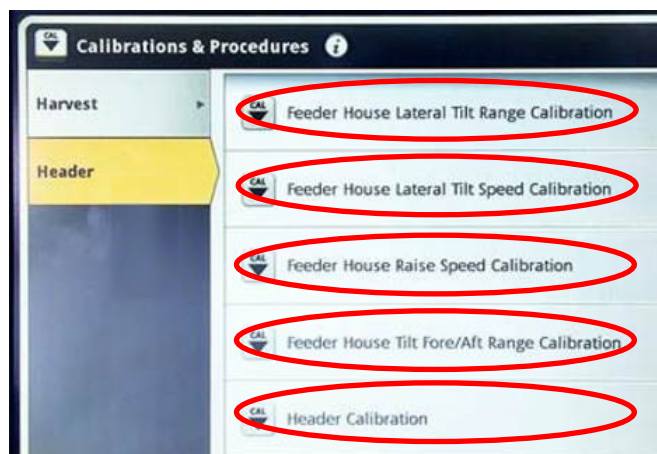 CAL
Calibrations & Procedures i
Harvest
Header
CAL
Feeder House Lateral Tilt Range Calibration
CAL
Feeder House Lateral Tilt Speed Calibration
CAL
Feeder House Raise Speed Calibration
CAL
Feeder House Tilt Fore/Aft Range Calibration
CAL
Header Calibration